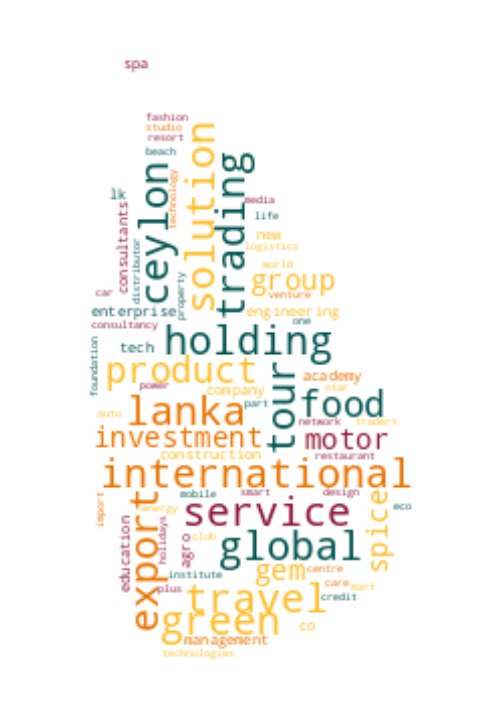 spa
fashion
studio
resort
solution
beach
trading
ceylon
technology
lk
consultants
media
life
new
logistics
distributor
world
property
group
car
venture
enterprise
engineering
one
consultancy
holding
foundation
tech
product
tour
academy
power
company
star
food
part
lanka
auto
network
traders
investment
motor
construction
restaurant
international
export
import
mobile
smart
design
spice
energy
service
eco
education
holidays
agro
club
global
institute
gem
centre
plus
travel
care
mart
credit
green
co
management
technologies